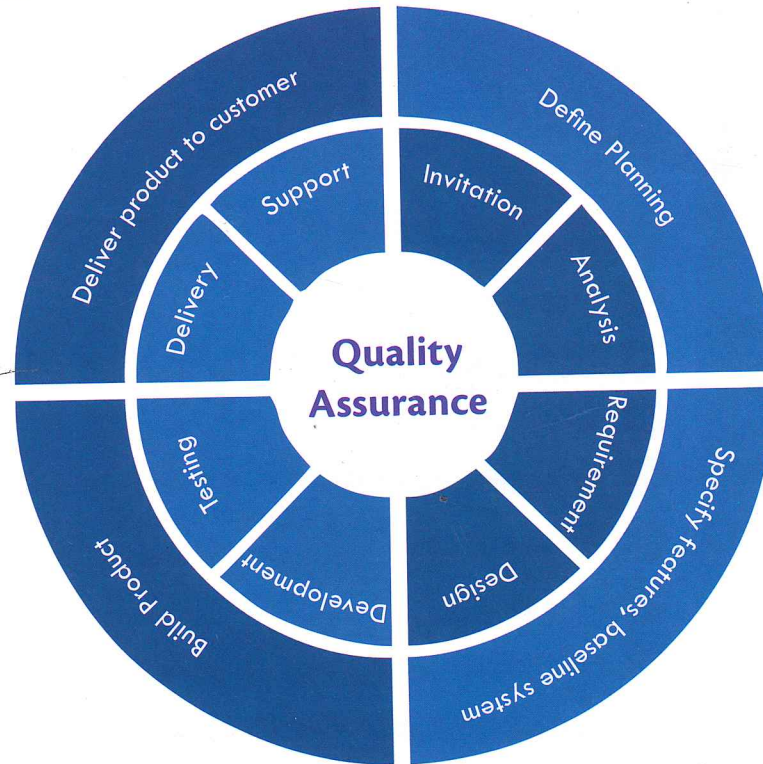 Quality
Assurance
Define Planning
Invitation
Analysis
Specify features, baseline system
Requirement
Design
Build Product
Development
Testing
Deliver product to customer
Delivery
Support